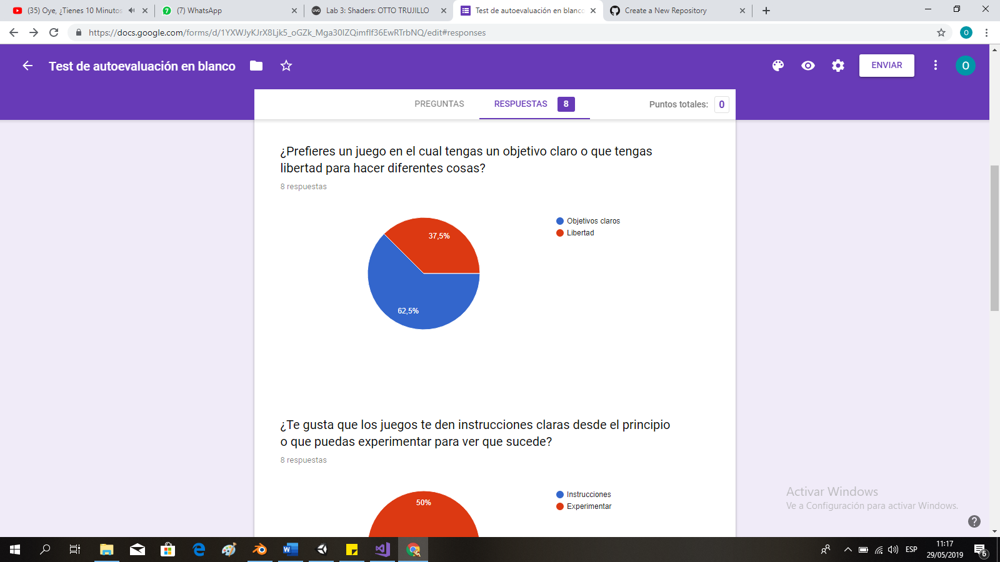 (35) Oye, ¿Tienes 10 Minutos
(7) WhatsApp
UVG
Lab 3: Shaders: OTTO TRUJILLO
Test de autoevaluación en blanco
Create a New Repository
https://docs.google.com/forms/d/1YXWJyKJrX8Ljk5_oGZk_Mga30IZQimflf36EwRTrbNQ/edit#responses
O
Test de autoevaluación en blanco
ENVIAR
O
PREGUNTAS
RESPUESTAS 8
Puntos totales: 0
¿Prefieres un juego en el cual tengas un objetivo claro o que tengas
libertad para hacer diferentes cosas?
8 respuestas
Objetivos claros
Libertad
37,5%
62,5%
¿Te gusta que los juegos te den instrucciones claras desde el principio
o que puedas experimentar para ver que sucede?
8 respuestas
Instrucciones
Experimentar
50%
Activar Windows
Ve a Configuración para activar Windows.
ESP
11:17
29/05/2019
6